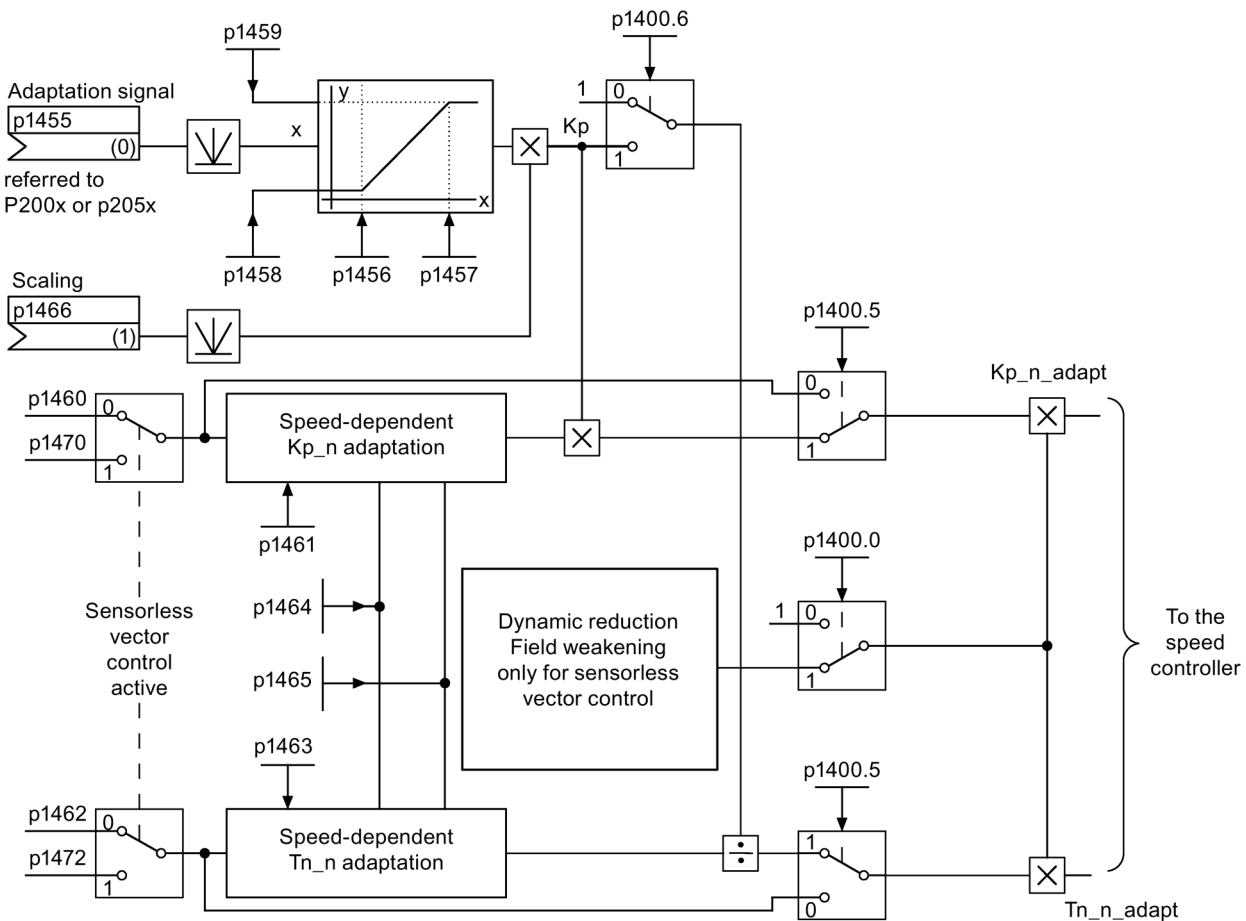 p1459
p1400.6
Adaptation signal
p1455
(0)
referred to
P200x or p205x
x
y
x
Kp
1
0
1
p1458
p1456
p1457
Scaling
p1466
(1)
p1400.5
0
1
Kp_n_adapt
p1460
0
p1470
1
Speed-dependent
Kp_n adaptation
p1461
p1464
p1465
p1463
Sensorless
vector
control
active
Dynamic reduction
Field weakening
only for sensorless
vector control
p1400.0
1
0
1
To the
speed
controller
p1462
0
p1472
1
Speed-dependent
Tn_n adaptation
p1400.5
1
0
Tn_n_adapt